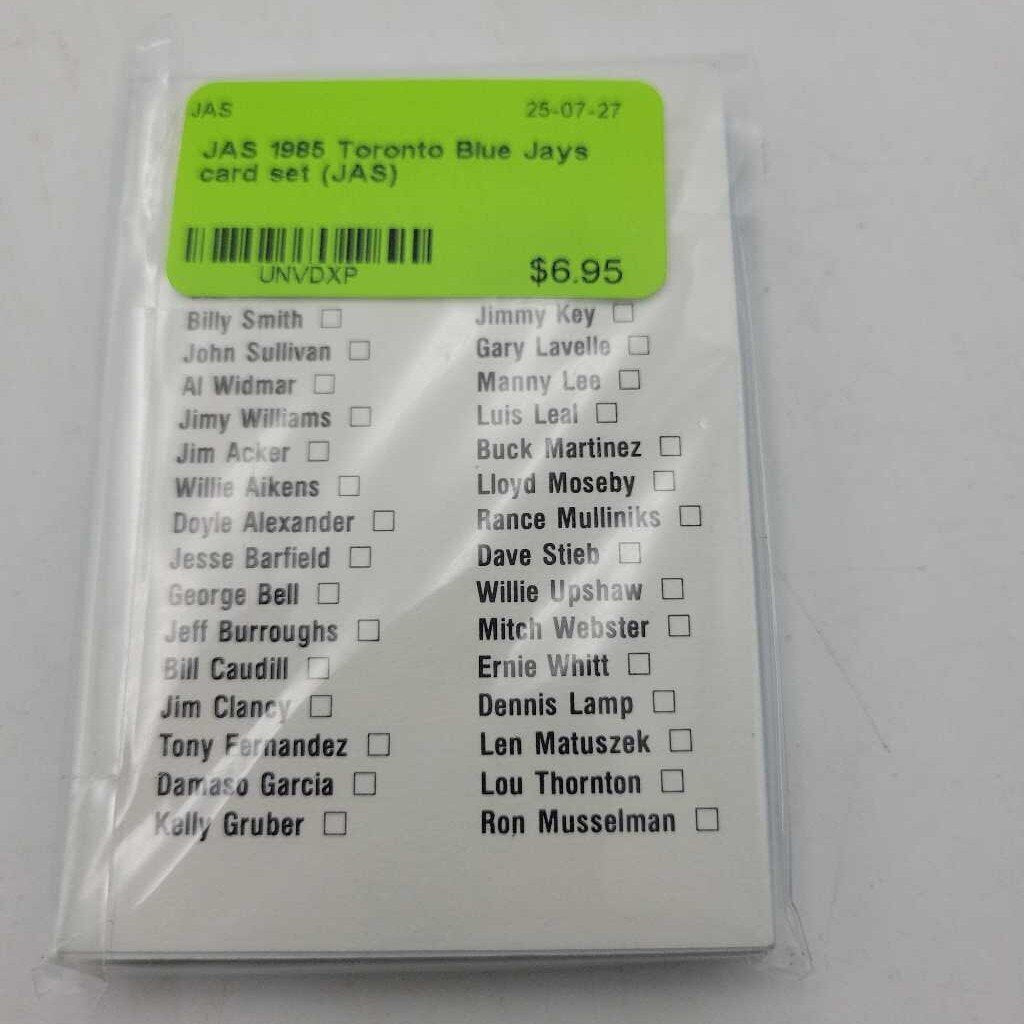 JAS 25-07-27
JAS 1985 Toronto Blue Jays
card set (JAS)
UNVDXP $6.95
Billy Smith
John Sullivan
Al Widmar
Jimy Williams
Jim Acker
Willie Aikens
Doyle Alexander
Jesse Barfield
George Bell
Jeff Burroughs
Bill Caudill
Jim Clancy
Tony Fernandez
Damaso Garcia
Kelly Gruber
Jimmy Key
Gary Lavelle
Manny Lee
Luis Leal
Buck Martinez
Lloyd Moseby
Rance Mulliniks
Dave Stieb
Willie Upshaw
Mitch Webster
Ernie Whitt
Dennis Lamp
Len Matuszek
Lou Thornton
Ron Musselman